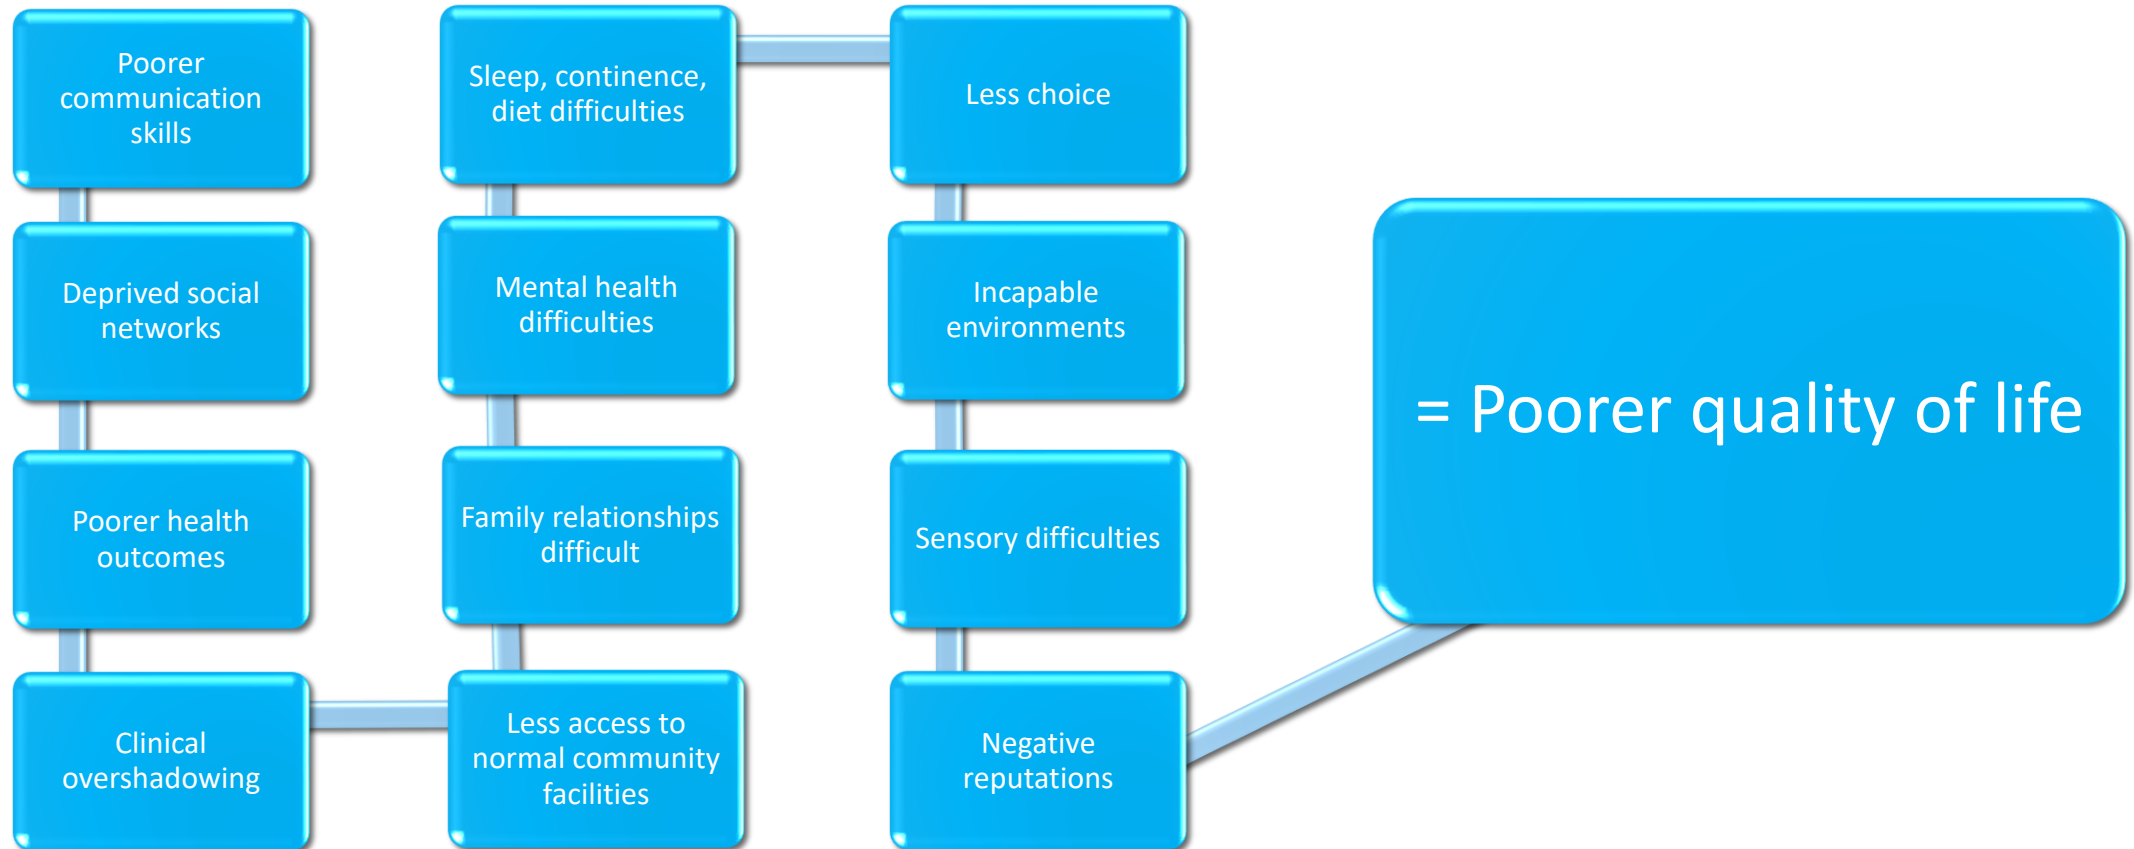 Poorer
communication
skills
Deprived social
networks
Poorer health
outcomes
Clinical
overshadowing
Less access to
normal community
facilities
Family relationships
difficult
Mental health
difficulties
Sleep, continence,
diet difficulties
Less choice
Incapable
environments
Sensory difficulties
Negative
reputations
= Poorer quality of life